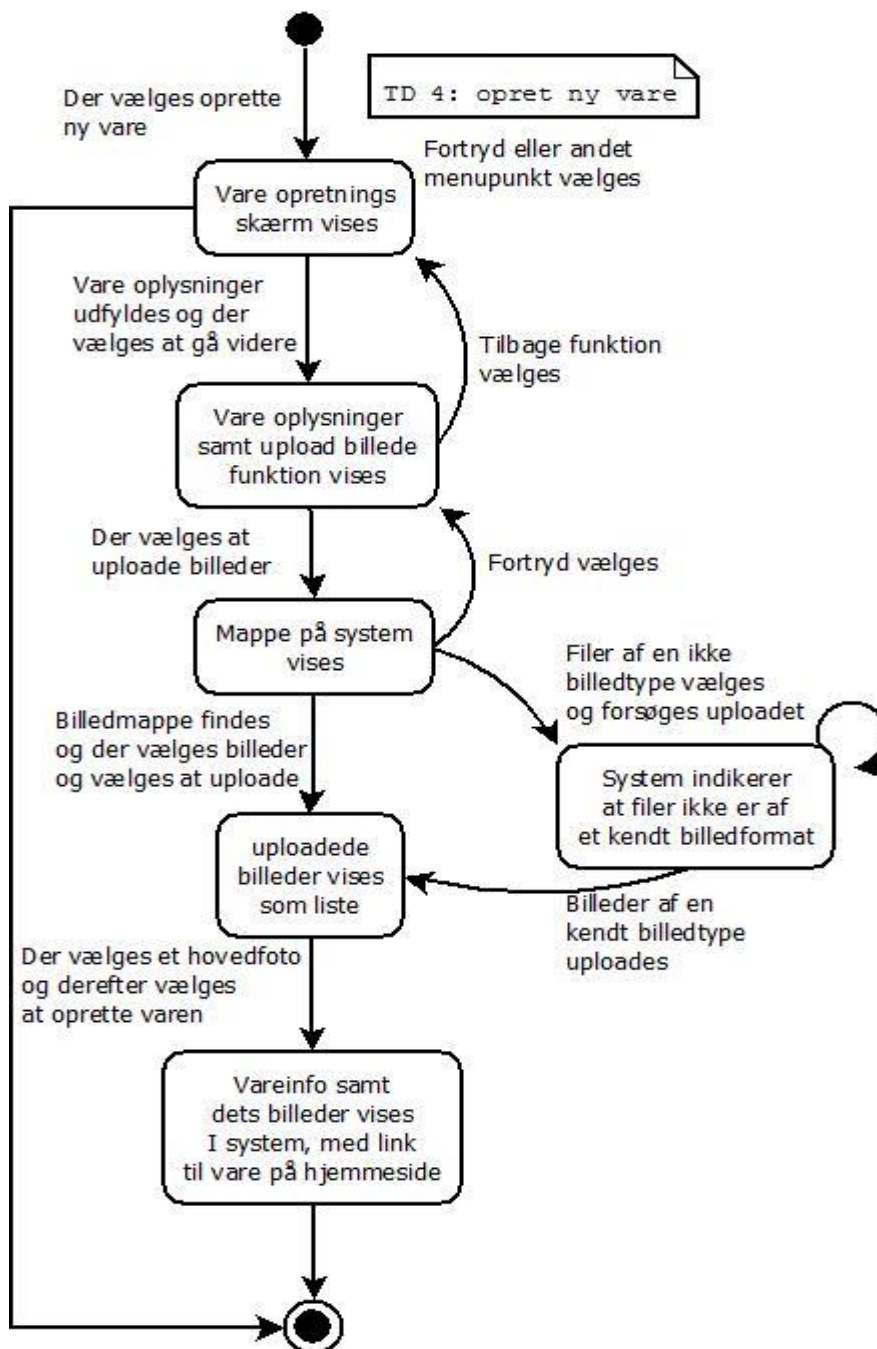 TD 4: opret ny vare
Der vælges oprette
ny vare
Fortryd eller andet
menupunkt vælges
Vare opretnings
skærm vises
Vare oplysninger
udfyldes og der
vælges at gå videre
Tilbage funktion
vælges
Vare oplysninger
samt upload billede
funktion vises
Der vælges at
uploade billeder
Fortryd vælges
Mappe på system
vises
Filer af en ikke
billedtype vælges
og forsøges uploadet
Billedmappe findes
og der vælges billeder
og vælges at uploade
System indikerer
at filer ikke er af
et kendt billedformat
uploadede
billeder vises
som liste
Billeder af en
kendt billedtype
uploades
Der vælges et hovedfoto
og derefter vælges
at oprette varen
Vareinfo samt
dets billeder vises
I system, med link
til vare på hjemmeside